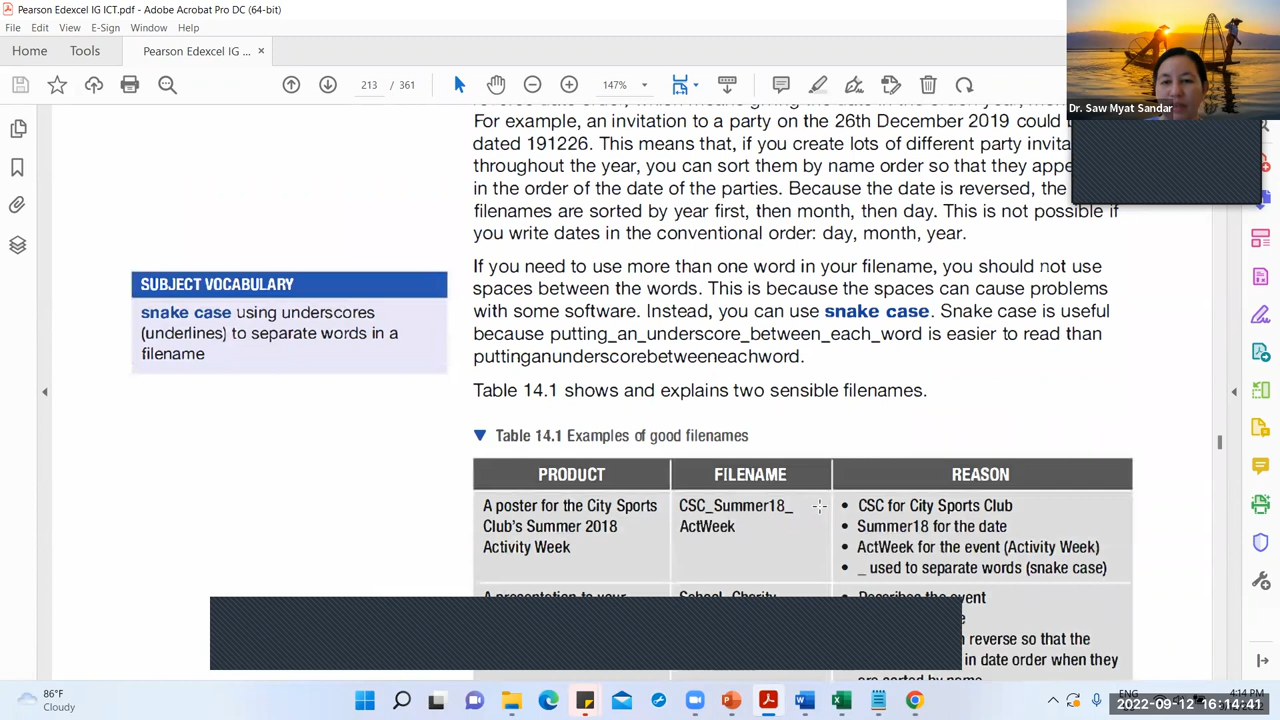 Pearson Edexcel IG ICT.pdf - Adobe Acrobat Pro DC (64-bit)
File Edit View E-Sign Window Help
Home Tools Pearson Edexcel IG ... ×
213 / 361 147%
Dr. Saw Myat Sandar
For example, an invitation to a party on the 26th December 2019 could
dated 191226. This means that, if you create lots of different party
throughout the year, you can sort them by name order so that they
in the order of the date of the parties. Because the date is reversed, the
filenames are sorted by year first, then month, then day. This is not possible if
you write dates in the conventional order: day, month, year.
SUBJECT VOCABULARY
snake case using underscores
(underlines) to separate words in a
filename
If you need to use more than one word in your filename, you should not use
spaces between the words. This is because the spaces can cause problems
with some software. Instead, you can use snake case. Snake case is useful
because putting_an_underscore_between_each_word is easier to read than
puttinganunderscorebetweeneachword.
Table 14.1 shows and explains two sensible filenames.
Table 14.1 Examples of good filenames
PRODUCT FILENAME REASON
A poster for the City Sports
Club's Summer 2018
Activity Week
CSC_Summer18_
ActWeek
• CSC for City Sports Club
• Summer18 for the date
• ActWeek for the event (Activity Week)
• _ used to separate words (snake case)
A presentation to your
School_Charity
• Describes the event
reverse so that the
in date order when they
are sorted by name
86°F
Cloudy
ENG
4:14 PM
2022-09-12 16:14:41